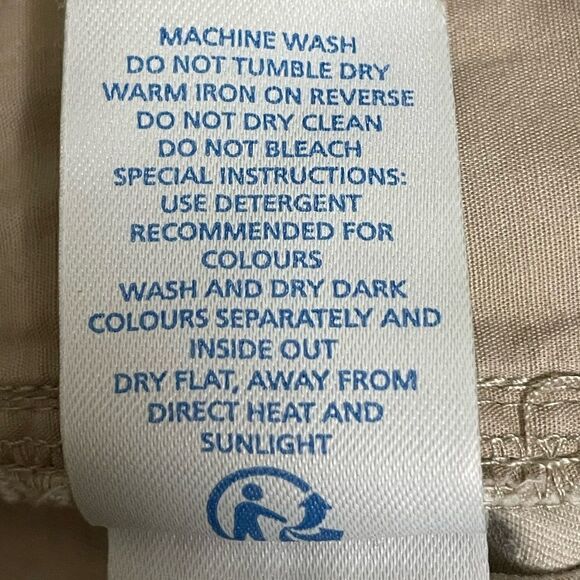 MACHINE WASH
DO NOT TUMBLE DRY
WARM IRON ON REVERSE
DO NOT DRY CLEAN
DO NOT BLEACH
SPECIAL INSTRUCTIONS:
USE DETERGENT
RECOMMENDED FOR
COLOURS
WASH AND DRY DARK
COLOURS SEPARATELY AND
INSIDE OUT
DRY FLAT, AWAY FROM
DIRECT HEAT AND
SUNLIGHT